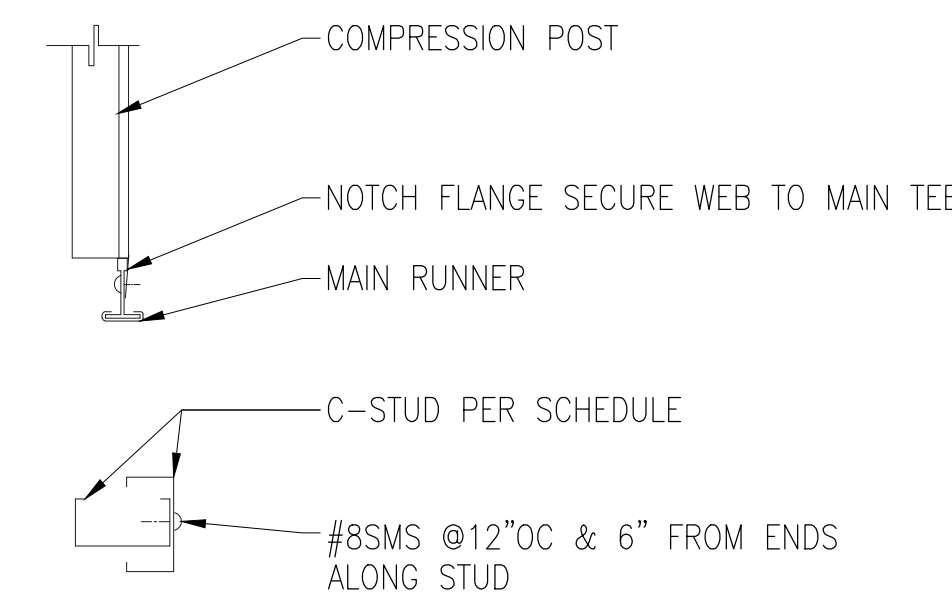 COMPRESSION POST
NOTCH FLANGE SECURE WEB TO MAIN TEE
MAIN RUNNER
C-STUD PER SCHEDULE
#8SMS @12"OC & 6" FROM ENDS
ALONG STUD